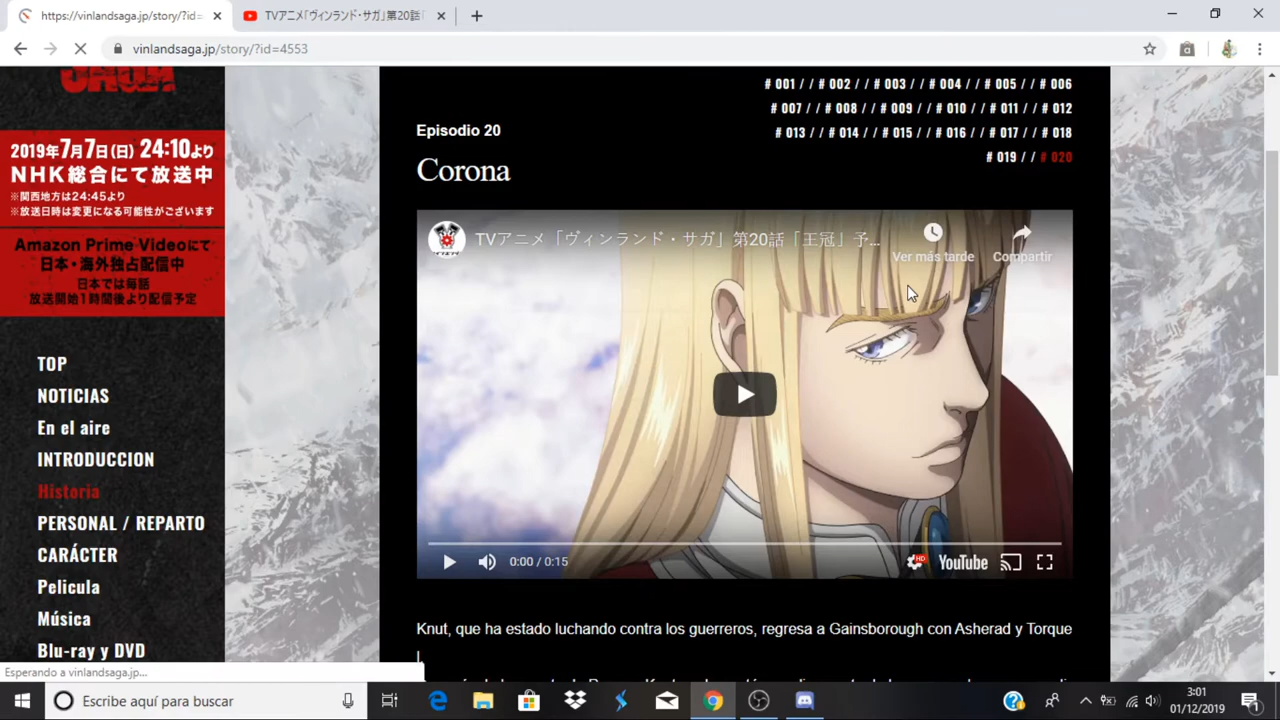 https://vinlandsaga.jp/story/?id=
TVアニメ「ヴィンランド・サガ」第20話「
vinlandsaga.jp/story/?id=4553
2019年7月7日(日) 24:10より
NHK総合にて放送中
※関西地方は24:45より
※放送日時は変更になる可能性がございます
Amazon Prime Videoにて
日本・海外独占配信中
日本では毎話
放送開始1時間後より配信予定
TOP
NOTICIAS
En el aire
INTRODUCCION
Historia
PERSONAL / REPARTO
CARÁCTER
Pelicula
Música
Blu-ray y DVD
Esperando a vinlandsaga.jp...
# 001 / / # 002 / / # 003 / / # 004 / / # 005 / / # 006
# 007 / / # 008 / / # 009 / / # 010 / / # 011 / / # 012
# 013 / / # 014 / / # 015 / / # 016 / / # 017 / / # 018
# 019 / / # 020
Episodio 20
Corona
TVアニメ「ヴィンランド・サガ」第20話「王冠」予...
Ver más tarde
Compartir
0:00 / 0:15
HD
YouTube
Knut, que ha estado luchando contra los guerreros, regresa a Gainsborough con Asherad y Torque
Escribe aquí para buscar
3:01
01/12/2019
1